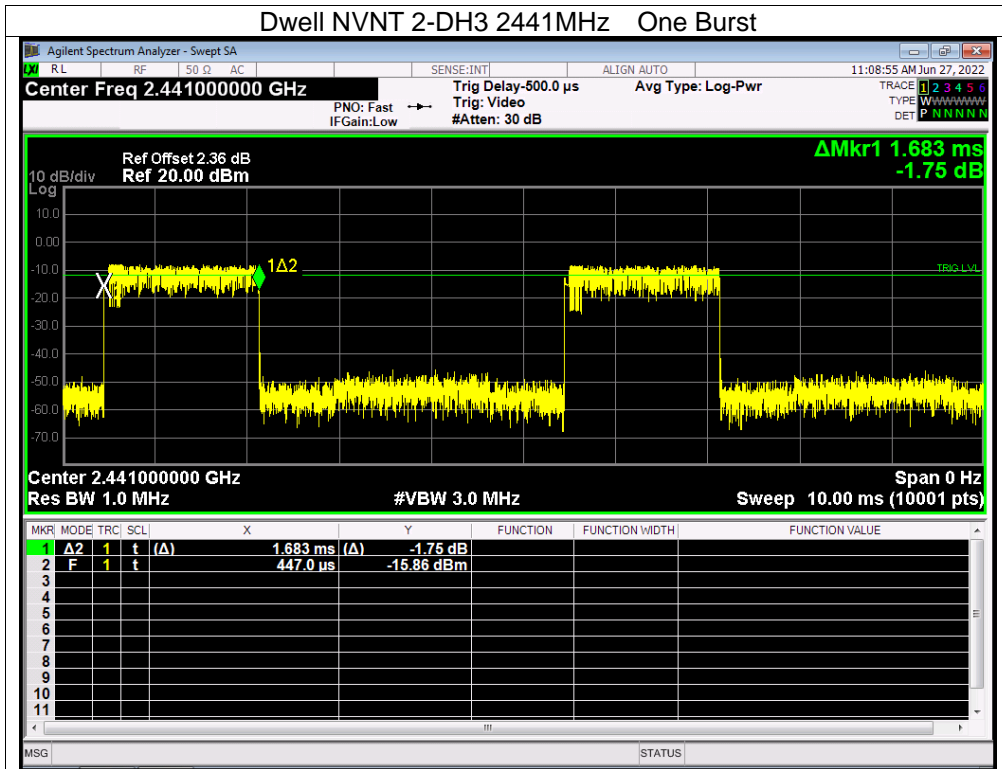 Dwell NVNT 2-DH3 2441MHz One Burst
Agilent Spectrum Analyzer - Swept SA
LXI RL RF 50 Ω AC SENSE:INT ALIGN AUTO 11:08:55 AM Jun 27, 2022
Center Freq 2.441000000 GHz Trig Delay-500.0 µs Avg Type: Log-Pwr TRACE 1 2 3 4 5 6
PNO: Fast Trig: Video TYPE WWWWWW
IFGain:Low #Atten: 30 dB DET P N N N N N
ΔMkr1 1.683 ms
-1.75 dB
Ref Offset 2.36 dB
10 dB/div Ref 20.00 dBm
Log
10.0
0.00
-10.0 1Δ2 TRIG LVL
-20.0
-30.0
-40.0
-50.0
-60.0
-70.0
Center 2.441000000 GHz Span 0 Hz
Res BW 1.0 MHz #VBW 3.0 MHz Sweep 10.00 ms (10001 pts)
MKR MODE TRC SCL X Y FUNCTION FUNCTION WIDTH FUNCTION VALUE
1 Δ2 1 t (Δ) 1.683 ms (Δ) -1.75 dB
2 F 1 t 447.0 µs -15.86 dBm
3
4
5
6
7
8
9
10
11
MSG STATUS